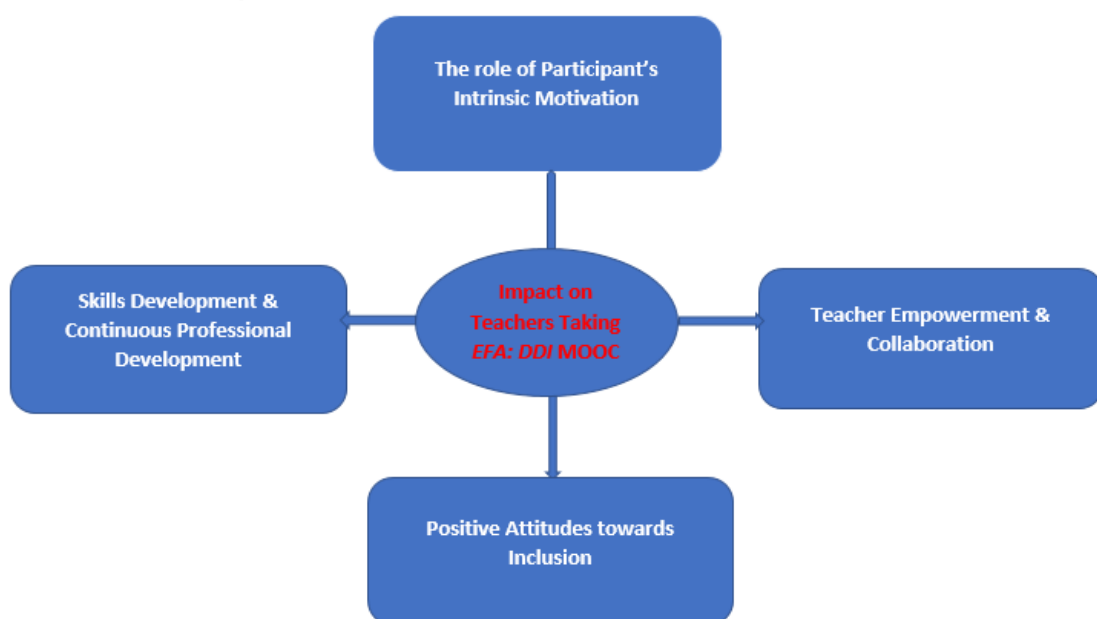 The role of Participant’s
Intrinsic Motivation
Skills Development &
Continuous Professional
Development
Impact on
Teachers Taking
EFA: DDI MOOC
Teacher Empowerment &
Collaboration
Positive Attitudes towards
Inclusion